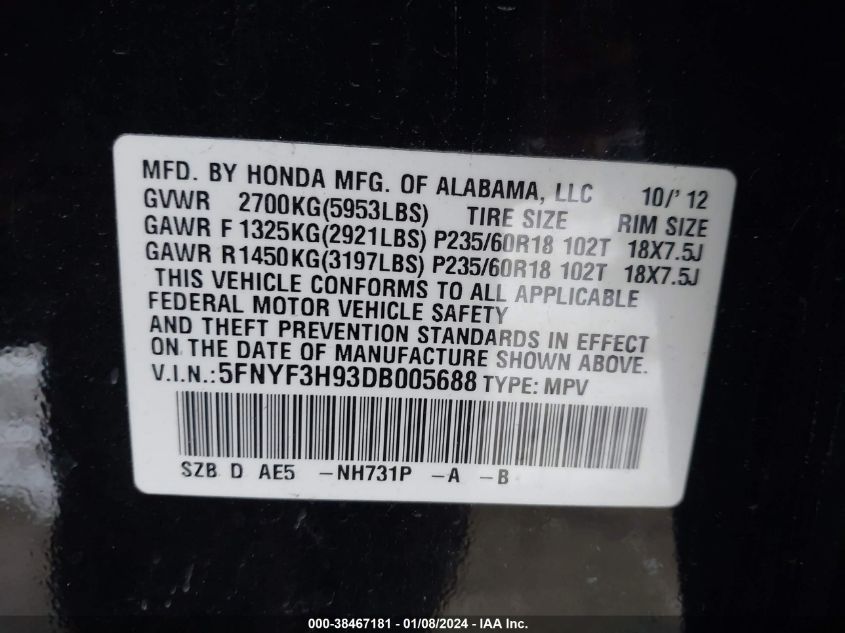 MFD. BY HONDA MFG. OF ALABAMA, LLC 10/'12
GVWR 2700KG(5953LBS) TIRE SIZE RIM SIZE
GAWR F 1325KG(2921LBS) P235/60R18 102T 18X7.5J
GAWR R1450KG(3197LBS) P235/60R18 102T 18X7.5J
THIS VEHICLE CONFORMS TO ALL APPLICABLE
FEDERAL MOTOR VEHICLE SAFETY
AND THEFT PREVENTION STANDARDS IN EFFECT
ON THE DATE OF MANUFACTURE SHOWN ABOVE.
V.I.N.:5FNYF3H93DB005688 TYPE: MPV
SZB D AE5 -NH731P -A -B
000-38467181 - 01/08/2024 - IAA Inc.